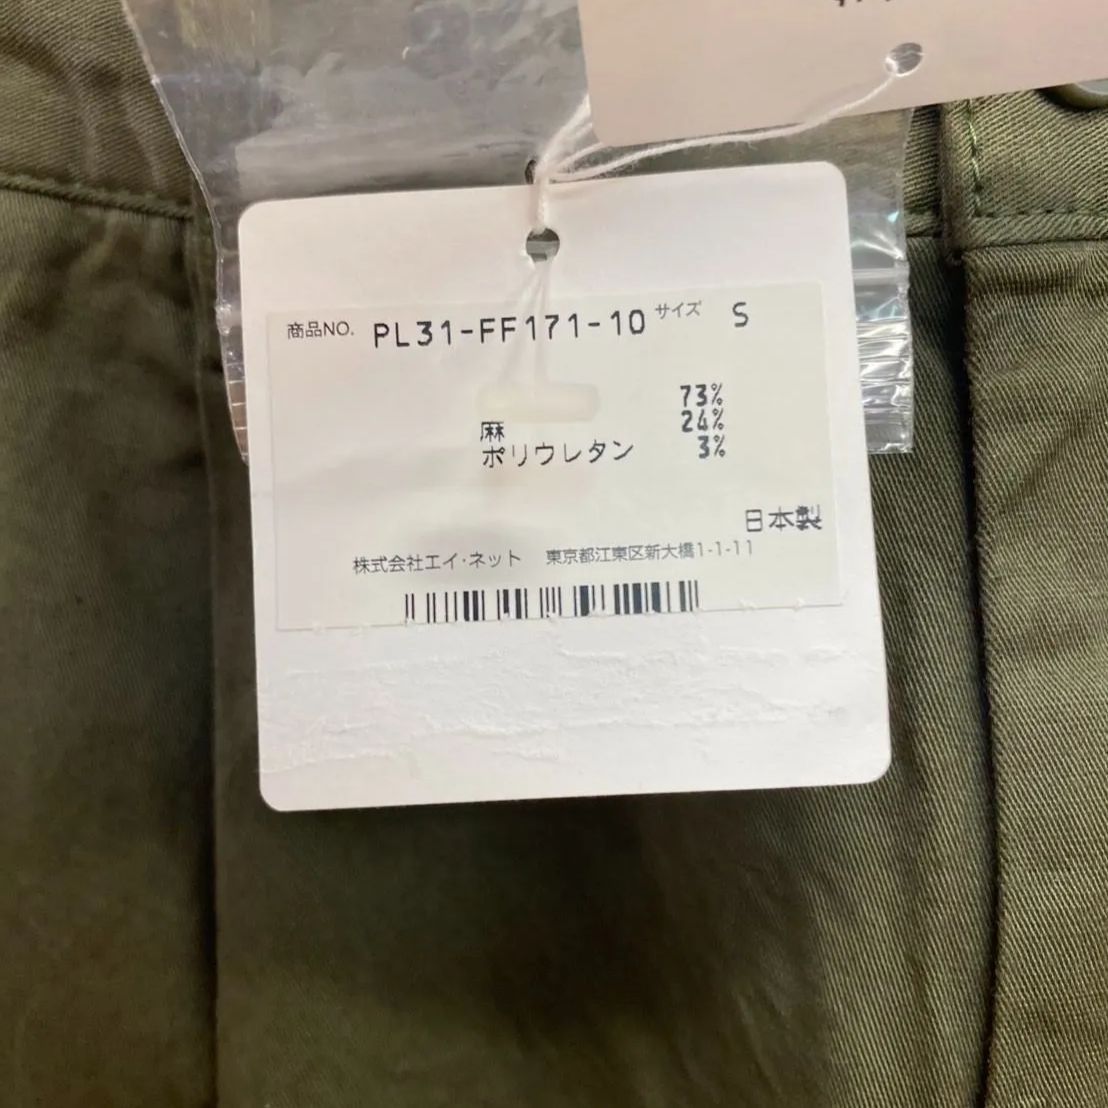 商品NO. PL31-FF171-10 サイズ S
73%
麻 24%
ポリウレタン 3%
日本製
株式会社エイ・ネット 東京都江東区新大橋1-1-11